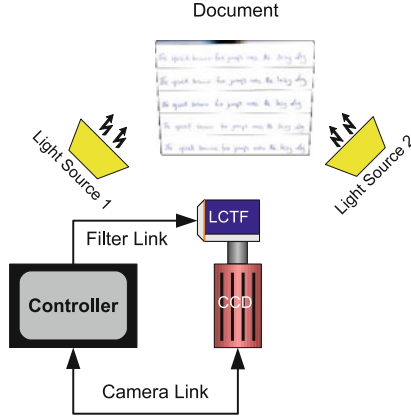 Document
The quick brown fox jumps over the lazy dog
The quick brown fox jumps over the lazy dog
The quick brown fox jumps over the lazy dog
The quick brown fox jumps over the lazy dog
The quick brown fox jumps over the lazy dog
Light Source 1
Light Source 2
LCTF
Filter Link
CCD
Controller
Camera Link